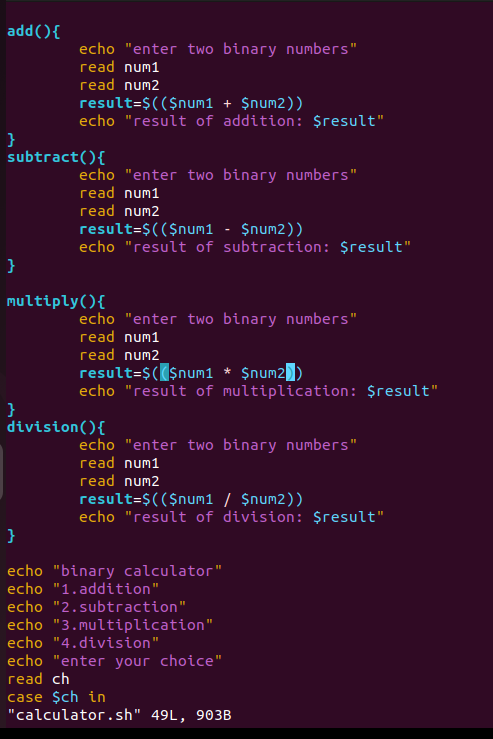 add(){
        echo "enter two binary numbers"
        read num1
        read num2
        result=$(($num1 + $num2))
        echo "result of addition: $result"
}
subtract(){
        echo "enter two binary numbers"
        read num1
        read num2
        result=$(($num1 - $num2))
        echo "result of subtraction: $result"
}

multiply(){
        echo "enter two binary numbers"
        read num1
        read num2
        result=$(($num1 * $num2))
        echo "result of multiplication: $result"
}
division(){
        echo "enter two binary numbers"
        read num1
        read num2
        result=$(($num1 / $num2))
        echo "result of division: $result"
}

echo "binary calculator"
echo "1.addition"
echo "2.subtraction"
echo "3.multiplication"
echo "4.division"
echo "enter your choice"
read ch
case $ch in
"calculator.sh" 49L, 903B